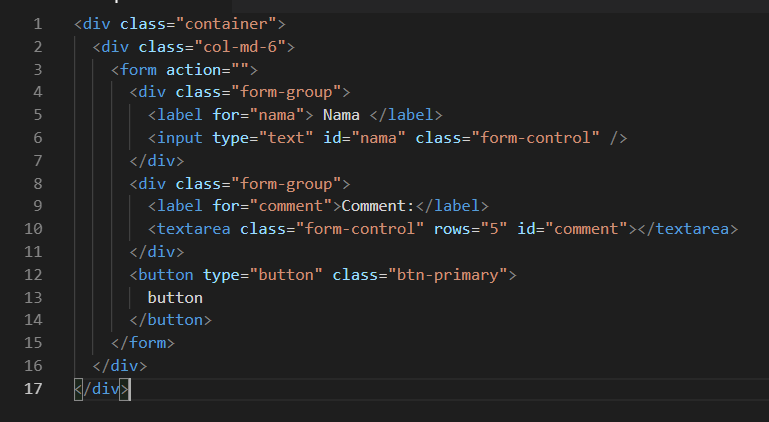 1 <div class="container">
2   <div class="col-md-6">
3     <form action="">
4       <div class="form-group">
5         <label for="nama"> Nama </label>
6         <input type="text" id="nama" class="form-control" />
7       </div>
8       <div class="form-group">
9         <label for="comment">Comment:</label>
10         <textarea class="form-control" rows="5" id="comment"></textarea>
11       </div>
12       <button type="button" class="btn-primary">
13         button
14       </button>
15     </form>
16   </div>
17 </div>